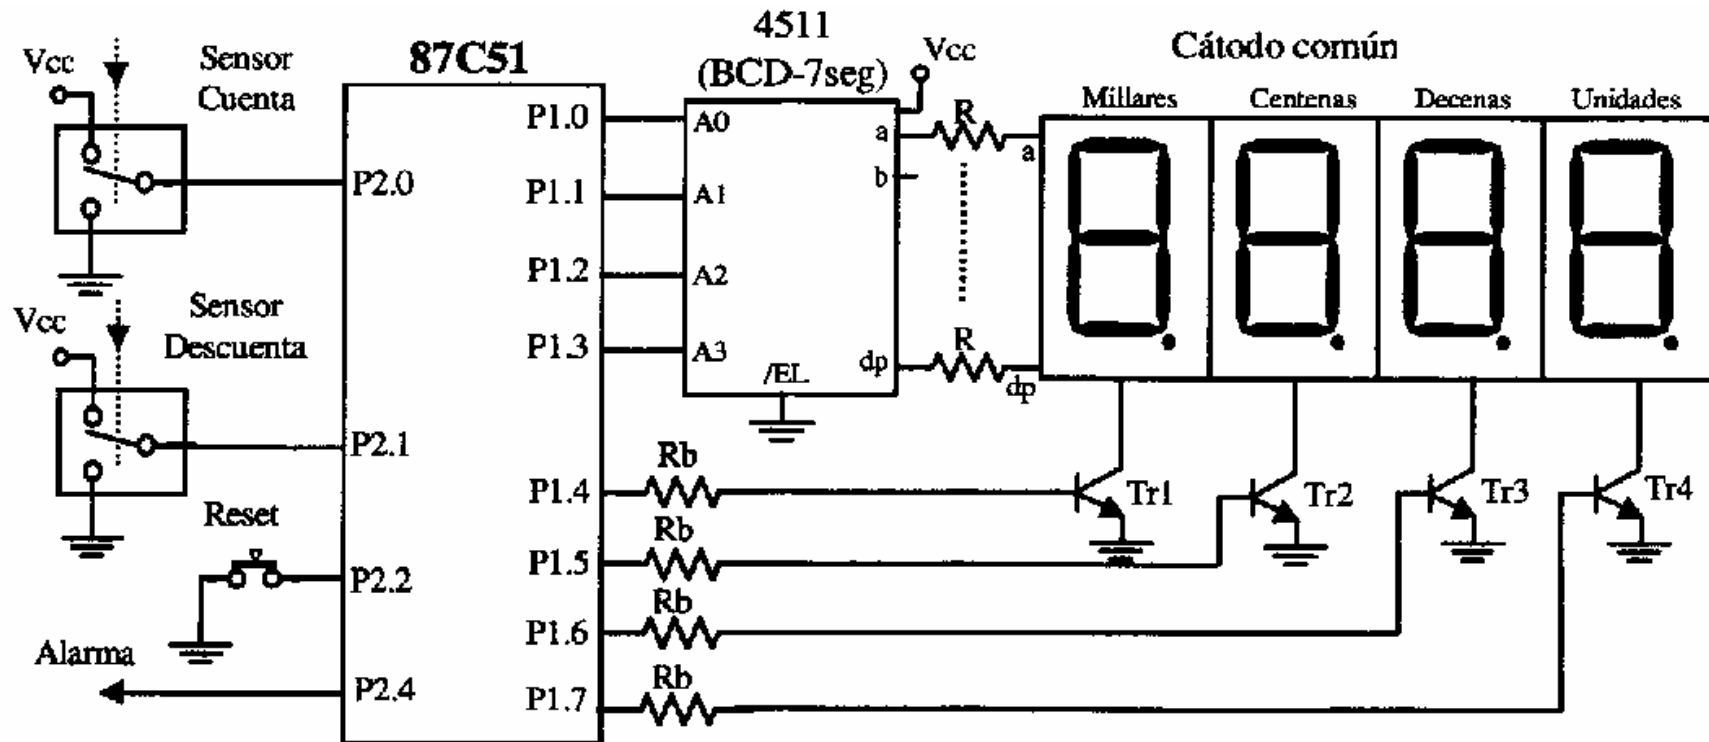 4511
(BCD-7seg)
87C51
Vcc
Sensor
Cuenta
Vcc
Cátodo común
Millares
Centenas
Decenas
Unidades
P1.0
A0
a
R
a
b
P2.0
P1.1
A1
P1.2
A2
Vcc
Sensor
Descuenta
P1.3
A3
/EL
dp
R
dp
P2.1
Rb
P1.4
Tr1
Tr2
Tr3
Tr4
Reset
P2.2
Rb
P1.5
Rb
P1.6
Alarma
P2.4
Rb
P1.7